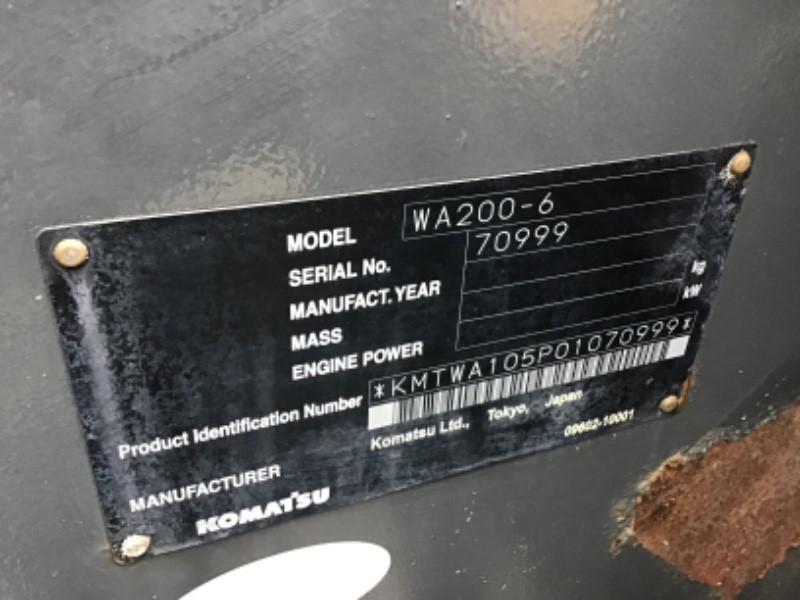 MODEL WA200-6
SERIAL No. 70999
MANUFACT. YEAR
MASS kg
ENGINE POWER kW
Product Identification Number *KMTWA105P01070999*
MANUFACTURER Komatsu Ltd., Tokyo, Japan
KOMATSU 09602-10001